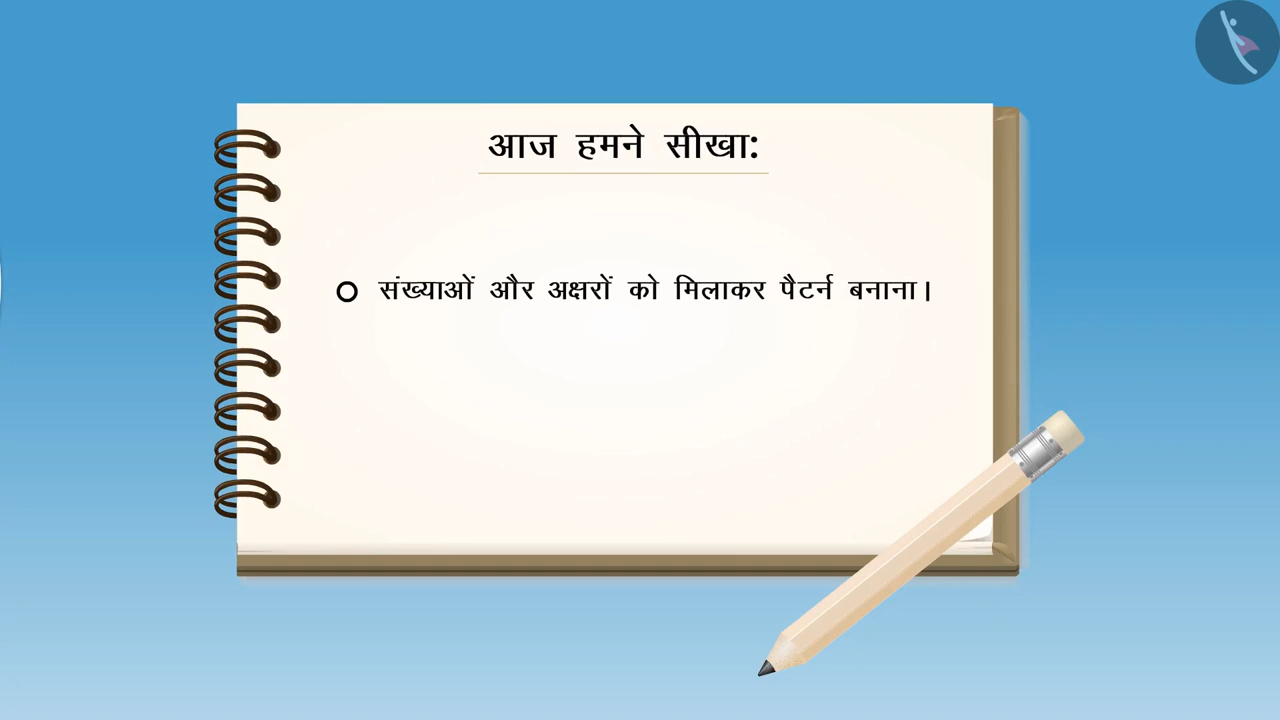 आज हमने सीखा:
संख्याओं और अक्षरों को मिलाकर पैटर्न बनाना।